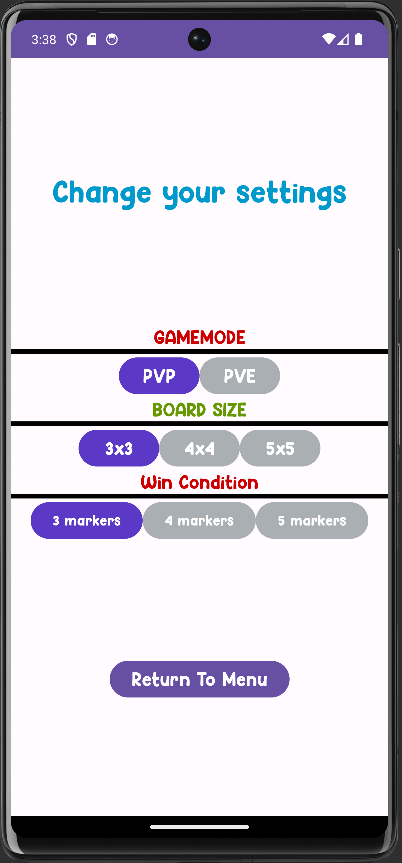 3:38
Change your settings
GAMEMODE
PVP PVE
BOARD SIZE
3x3 4x4 5x5
Win Condition
3 markers 4 markers 5 markers
Return To Menu